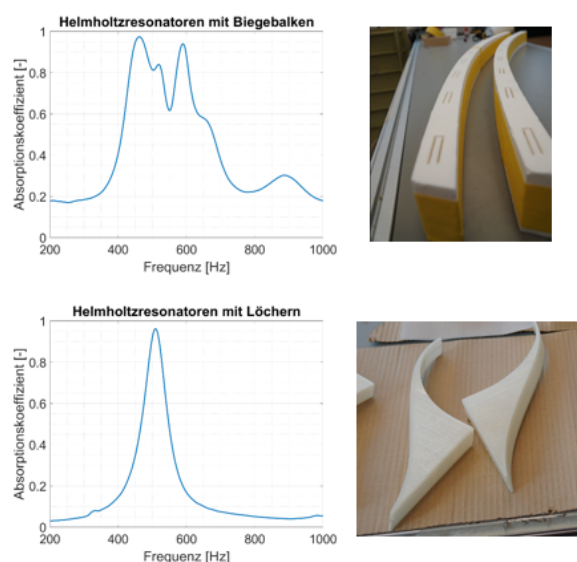 Helmholtzresonatoren mit Biegebalken
Absorptionskoeffizient [-]
1
0.8
0.6
0.4
0.2
0
200 400 600 800 1000
Frequenz [Hz]
Helmholtzresonatoren mit Löchern
Absorptionskoeffizient [-]
1
0.8
0.6
0.4
0.2
0
200 400 600 800 1000
Frequenz [Hz]